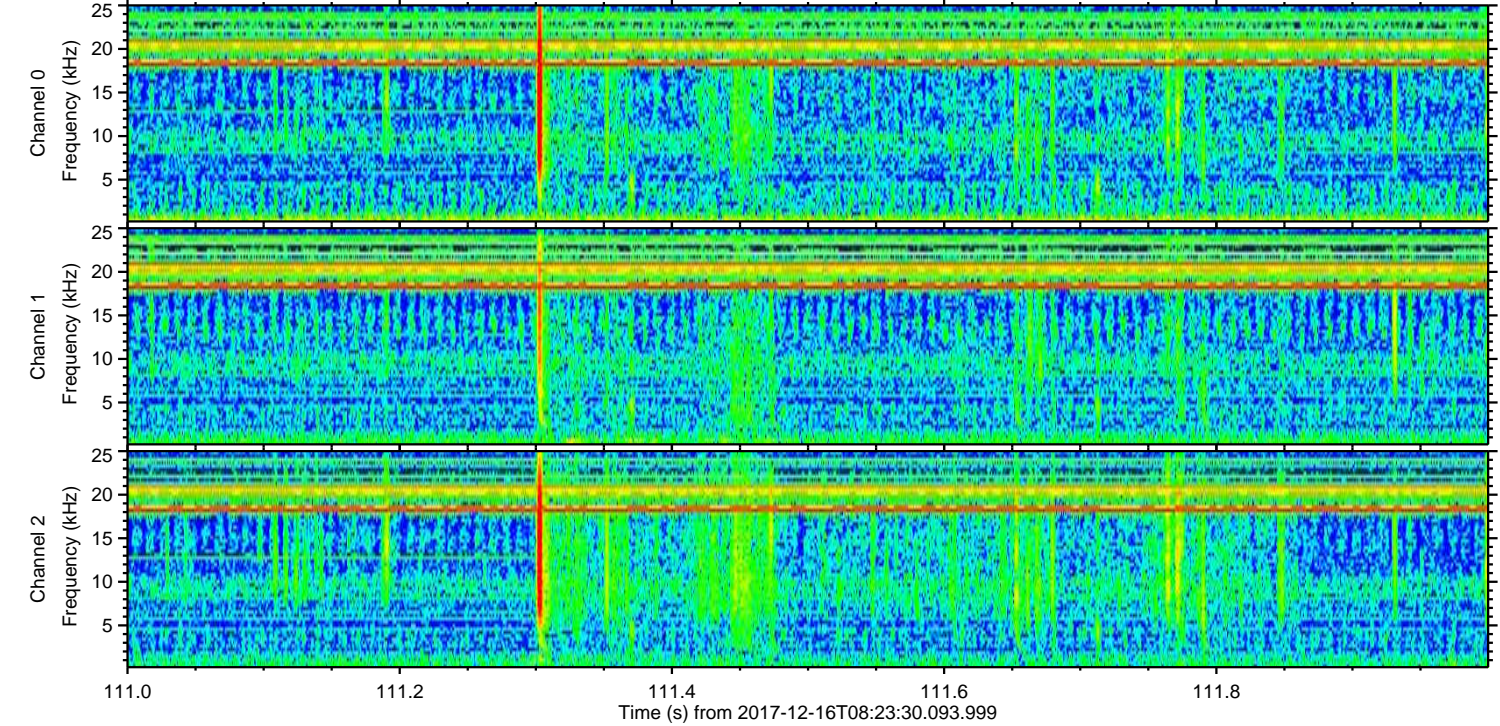 25
20
15
10
5
Channel 0
Frequency (kHz)
25
20
15
10
5
Channel 1
Frequency (kHz)
25
20
15
10
5
Channel 2
Frequency (kHz)
111.0 111.2 111.4 111.6 111.8
Time (s) from 2017-12-16T08:23:30.093.999